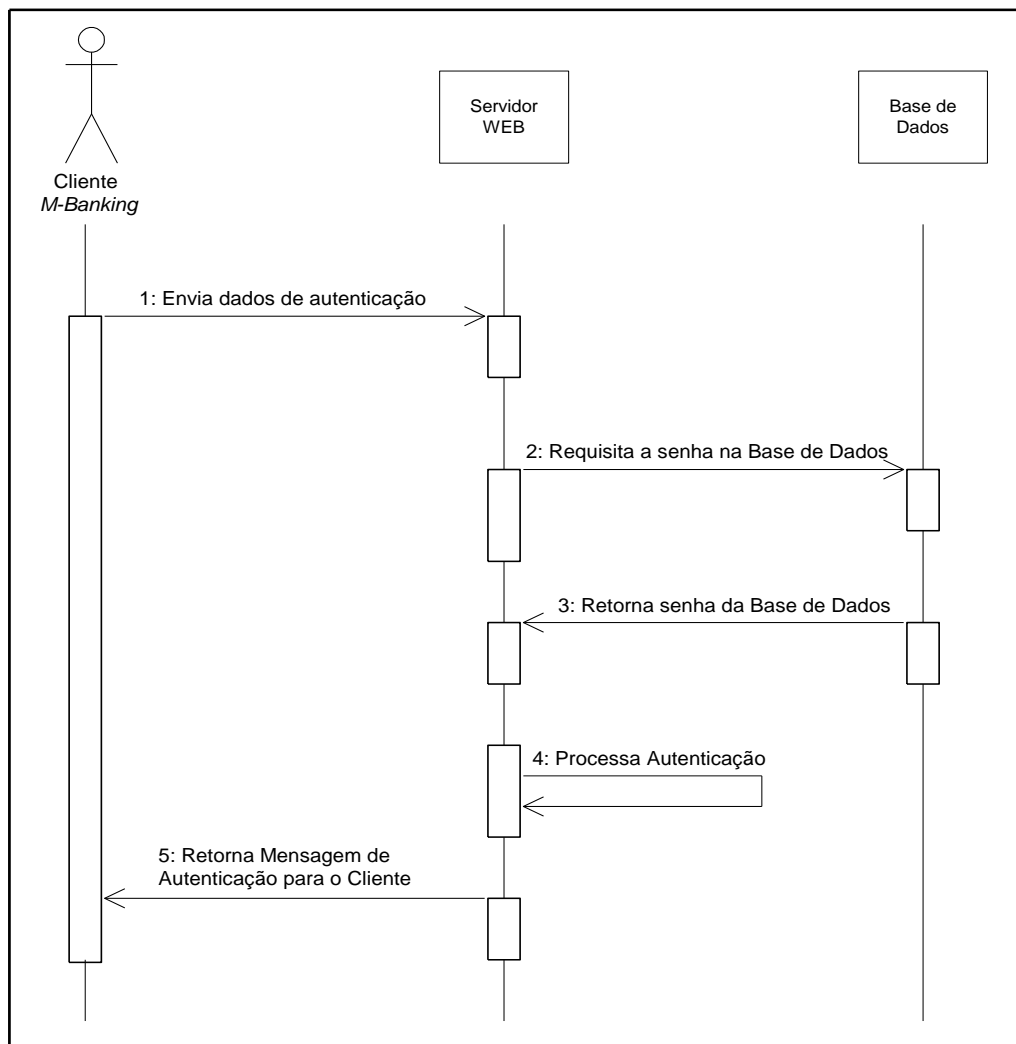 Servidor
WEB
Base de
Dados
Cliente
M-Banking
1: Envia dados de autenticação
2: Requisita a senha na Base de Dados
3: Retorna senha da Base de Dados
4: Processa Autenticação
5: Retorna Mensagem de
Autenticação para o Cliente